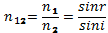 n₁₂ = n₁/n₂ = sinr/sini